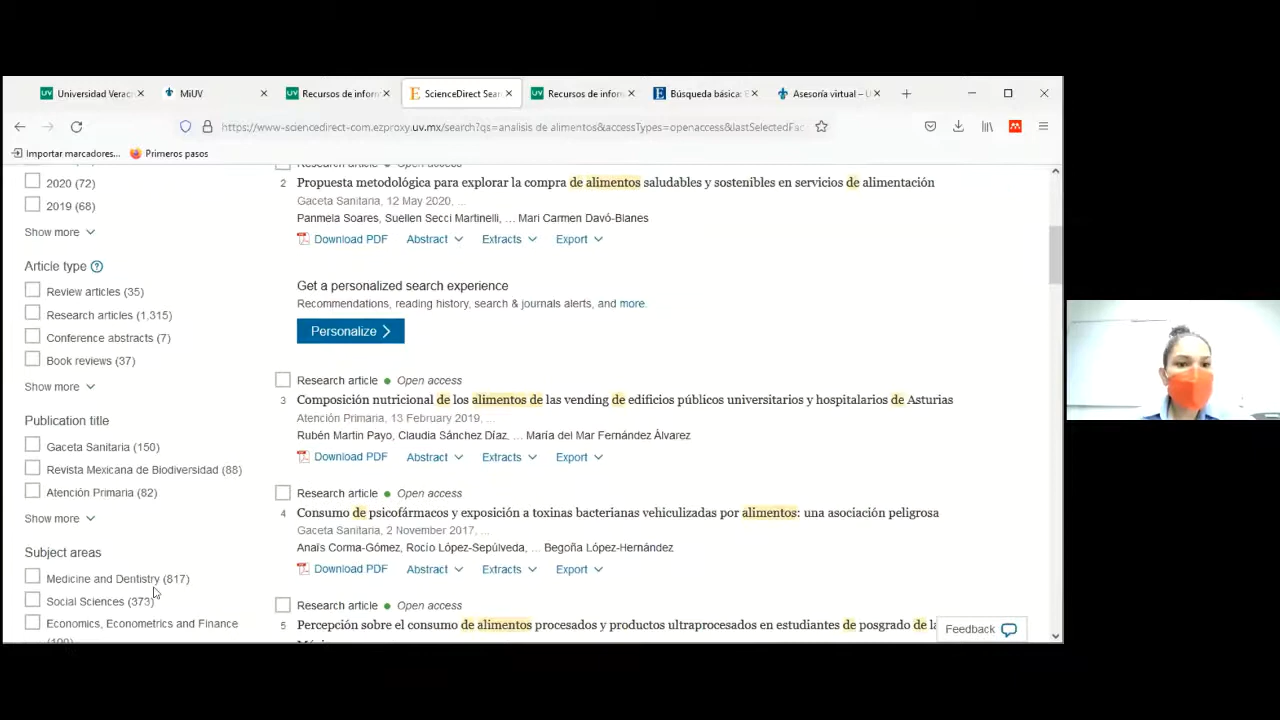 Universidad Verac
MiUV
Recursos de inforr
ScienceDirect Sear
Recursos de inforr
Búsqueda básica: E
Asesoría virtual – U
https://www-sciencedirect-com.ezproxy.uv.mx/search?qs=analisis de alimentos&accessTypes=openaccess&lastSelectedFac
Importar marcadores...
Primeros pasos
2020 (72)
2019 (68)
Show more
Article type
Review articles (35)
Research articles (1,315)
Conference abstracts (7)
Book reviews (37)
Show more
Publication title
Gaceta Sanitaria (150)
Revista Mexicana de Biodiversidad (88)
Atención Primaria (82)
Show more
Subject areas
Medicine and Dentistry (817)
Social Sciences (373)
Economics, Econometrics and Finance
Research article Open access
2 Propuesta metodológica para explorar la compra de alimentos saludables y sostenibles en servicios de alimentación
Gaceta Sanitaria, 12 May 2020, ...
Panmela Soares, Suellen Secci Martinelli, ... Mari Carmen Davó-Blanes
Download PDF Abstract Extracts Export
Get a personalized search experience
Recommendations, reading history, search & journals alerts, and more.
Personalize
Research article Open access
3 Composición nutricional de los alimentos de las vending de edificios públicos universitarios y hospitalarios de Asturias
Atención Primaria, 13 February 2019, ...
Rubén Martín Payo, Claudia Sánchez Díaz, ... María del Mar Fernández Álvarez
Download PDF Abstract Extracts Export
Research article Open access
4 Consumo de psicofármacos y exposición a toxinas bacterianas vehiculizadas por alimentos: una asociación peligrosa
Gaceta Sanitaria, 2 November 2017, ...
Anaïs Corma-Gómez, Rocío López-Sepúlveda, ... Begoña López-Hernández
Download PDF Abstract Extracts Export
Research article Open access
5 Percepción sobre el consumo de alimentos procesados y productos ultraprocesados en estudiantes de posgrado de la
Feedback